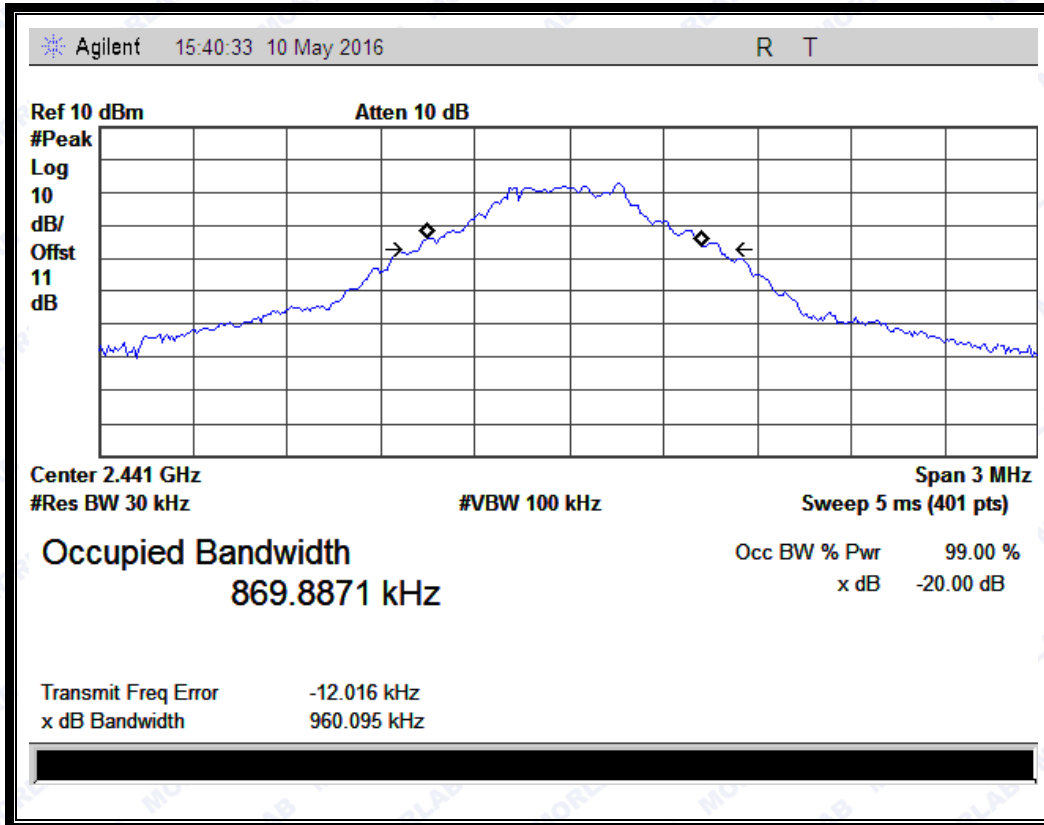 Agilent 15:40:33 10 May 2016 R T
Ref 10 dBm Atten 10 dB
#Peak
Log
10
dB/
Offst
11
dB
Center 2.441 GHz Span 3 MHz
#Res BW 30 kHz #VBW 100 kHz Sweep 5 ms (401 pts)
Occupied Bandwidth Occ BW % Pwr 99.00 %
869.8871 kHz x dB -20.00 dB
Transmit Freq Error -12.016 kHz
x dB Bandwidth 960.095 kHz